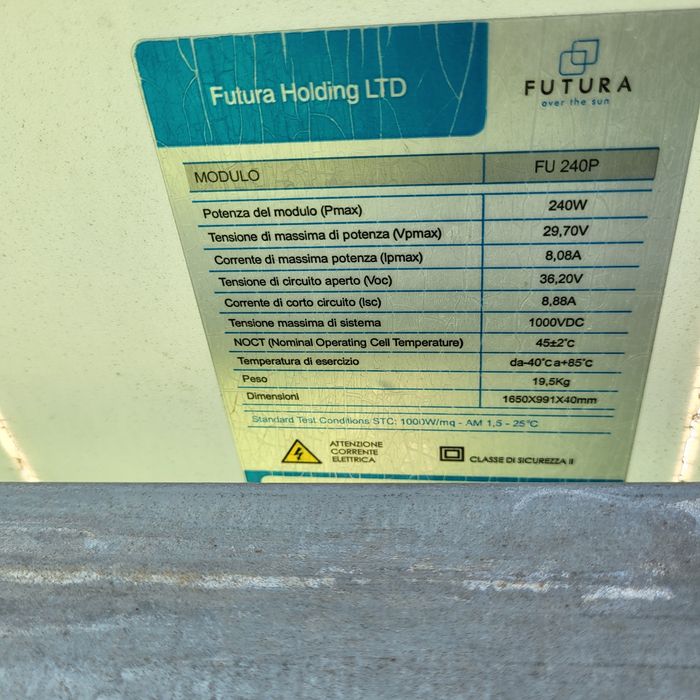 Futura Holding LTD
FUTURA
over the sun
MODULO FU 240P
Potenza del modulo (Pmax) 240W
Tensione di massima di potenza (Vpmax) 29,70V
Corrente di massima potenza (Ipmax) 8,08A
Tensione di circuito aperto (Voc) 36,20V
Corrente di corto circuito (Isc) 8,88A
Tensione massima di sistema 1000VDC
NOCT (Nominal Operating Cell Temperature) 45±2°c
Temperatura di esercizio da-40°c a+85°c
Peso 19,5Kg
Dimensioni 1650X991X40mm
Standard Test Conditions STC: 1000W/mq - AM 1,5 - 25°C
ATTENZIONE
CORRENTE
ELETTRICA
CLASSE DI SICUREZZA II